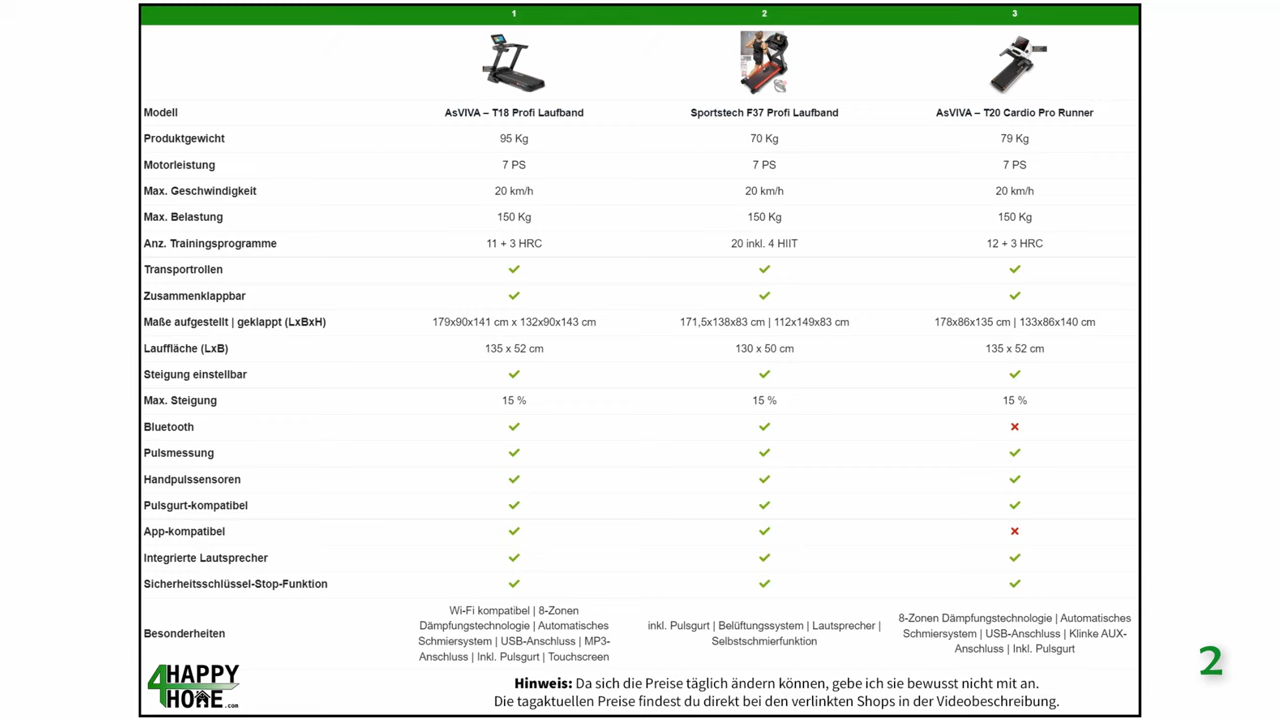 1 2 3
Modell AsVIVA – T18 Profi Laufband Sportstech F37 Profi Laufband AsVIVA – T20 Cardio Pro Runner
Produktgewicht 95 Kg 70 Kg 79 Kg
Motorleistung 7 PS 7 PS 7 PS
Max. Geschwindigkeit 20 km/h 20 km/h 20 km/h
Max. Belastung 150 Kg 150 Kg 150 Kg
Anz. Trainingsprogramme 11 + 3 HRC 20 inkl. 4 HIIT 12 + 3 HRC
Transportrollen
Zusammenklappbar
Maße aufgestellt | geklappt (LxBxH) 179x90x141 cm x 132x90x143 cm 171,5x138x83 cm | 112x149x83 cm 178x86x135 cm | 133x86x140 cm
Lauffläche (LxB) 135 x 52 cm 130 x 50 cm 135 x 52 cm
Steigung einstellbar
Max. Steigung 15 % 15 % 15 %
Bluetooth
Pulsmessung
Handpulssensoren
Pulsgurt-kompatibel
App-kompatibel
Integrierte Lautsprecher
Sicherheitsschlüssel-Stop-Funktion
Besonderheiten
Wi-Fi kompatibel | 8-Zonen
Dämpfungstechnologie | Automatisches
Schmiersystem | USB-Anschluss | MP3-
Anschluss | Inkl. Pulsgurt | Touchscreen
inkl. Pulsgurt | Belüftungssystem | Lautsprecher |
Selbstschmierfunktion
8-Zonen Dämpfungstechnologie | Automatisches
Schmiersystem | USB-Anschluss | Klinke AUX-
Anschluss | Inkl. Pulsgurt
2
4HAPPY
HOME.com
Hinweis: Da sich die Preise täglich ändern können, gebe ich sie bewusst nicht mit an.
Die tagaktuellen Preise findest du direkt bei den verlinkten Shops in der Videobeschreibung.